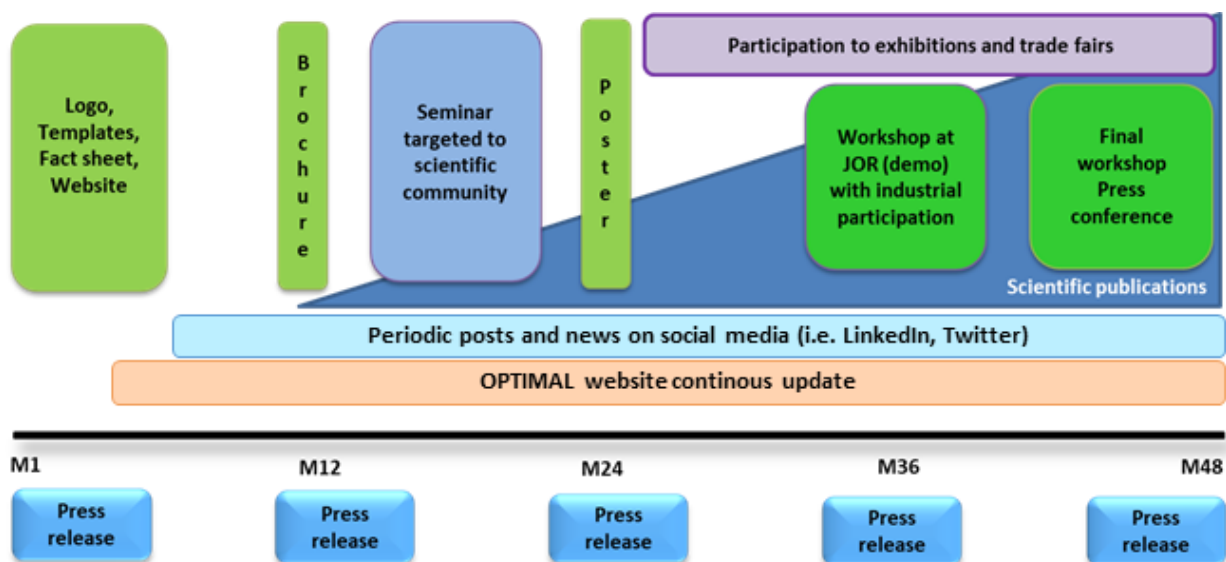 Logo,
Templates,
Fact sheet,
Website
Brochure
Seminar
targeted to
scientific
community
Poster
Participation to exhibitions and trade fairs
Workshop at
JOR (demo)
with industrial
participation
Final
workshop
Press
conference
Scientific publications
Periodic posts and news on social media (i.e. LinkedIn, Twitter)
OPTIMAL website continous update
M1
M12
M24
M36
M48
Press
release
Press
release
Press
release
Press
release
Press
release